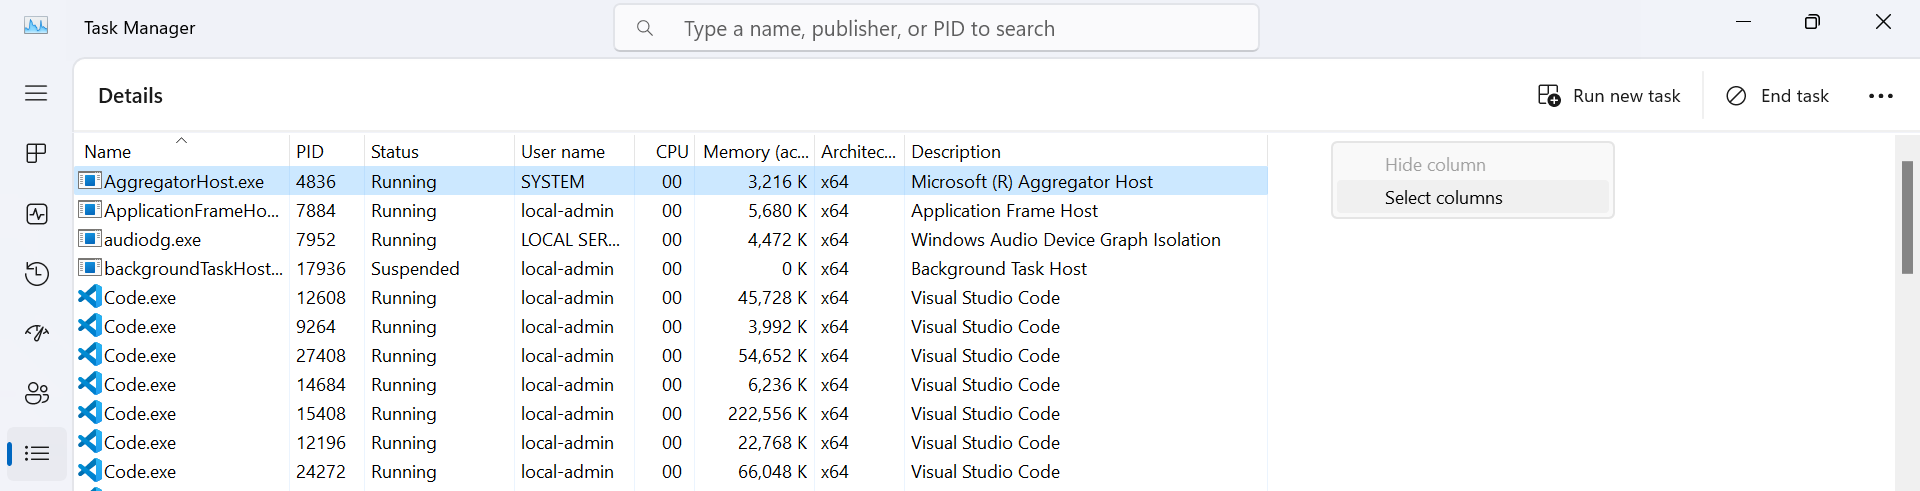 Task Manager
Type a name, publisher, or PID to search
Details
Run new task
End task
Name PID Status User name CPU Memory (ac... Architec... Description
AggregatorHost.exe 4836 Running SYSTEM 00 3,216 K x64 Microsoft (R) Aggregator Host
ApplicationFrameHo... 7884 Running local-admin 00 5,680 K x64 Application Frame Host
audiodg.exe 7952 Running LOCAL SER... 00 4,472 K x64 Windows Audio Device Graph Isolation
backgroundTaskHost... 17936 Suspended local-admin 00 0 K x64 Background Task Host
Code.exe 12608 Running local-admin 00 45,728 K x64 Visual Studio Code
Code.exe 9264 Running local-admin 00 3,992 K x64 Visual Studio Code
Code.exe 27408 Running local-admin 00 54,652 K x64 Visual Studio Code
Code.exe 14684 Running local-admin 00 6,236 K x64 Visual Studio Code
Code.exe 15408 Running local-admin 00 222,556 K x64 Visual Studio Code
Code.exe 12196 Running local-admin 00 22,768 K x64 Visual Studio Code
Code.exe 24272 Running local-admin 00 66,048 K x64 Visual Studio Code
Hide column
Select columns